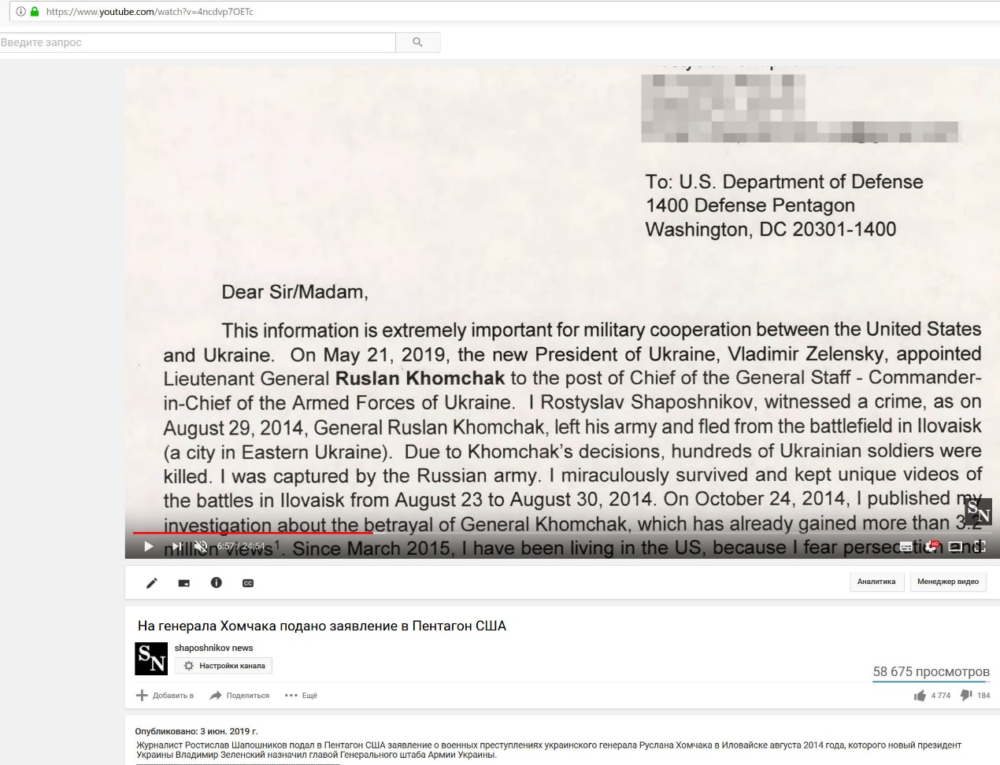 https://www.youtube.com/watch?v=4ncdvp7OETc
Введите запрос
To: U.S. Department of Defense
1400 Defense Pentagon
Washington, DC 20301-1400
Dear Sir/Madam,
This information is extremely important for military cooperation between the United States
and Ukraine. On May 21, 2019, the new President of Ukraine, Vladimir Zelensky, appointed
Lieutenant General Ruslan Khomchak to the post of Chief of the General Staff - Commander-
in-Chief of the Armed Forces of Ukraine. I Rostyslav Shaposhnikov, witnessed a crime, as on
August 29, 2014, General Ruslan Khomchak, left his army and fled from the battlefield in Ilovaisk
(a city in Eastern Ukraine). Due to Khomchak's decisions, hundreds of Ukrainian soldiers were
killed. I was captured by the Russian army. I miraculously survived and kept unique videos of
the battles in Ilovaisk from August 23 to August 30, 2014. On October 24, 2014, I published my
investigation about the betrayal of General Khomchak, which has already gained more than 3.2
million views¹. Since March 2015, I have been living in the US, because I fear persecution and
SN
6:57 / 24:54
HD
CC
Аналитика
Менеджер видео
На генерала Хомчака подано заявление в Пентагон США
SN
shaposhnikov news
Настройки канала
58 675 просмотров
Добавить в
Поделиться
Ещё
4 774
184
Опубликовано: 3 июн. 2019 г.
Журналист Ростислав Шапошников подал в Пентагон США заявление о военных преступлениях украинского генерала Руслана Хомчака в Иловайске августа 2014 года, которого новый президент
Украины Владимир Зеленский назначил главой Генерального штаба Армии Украины.